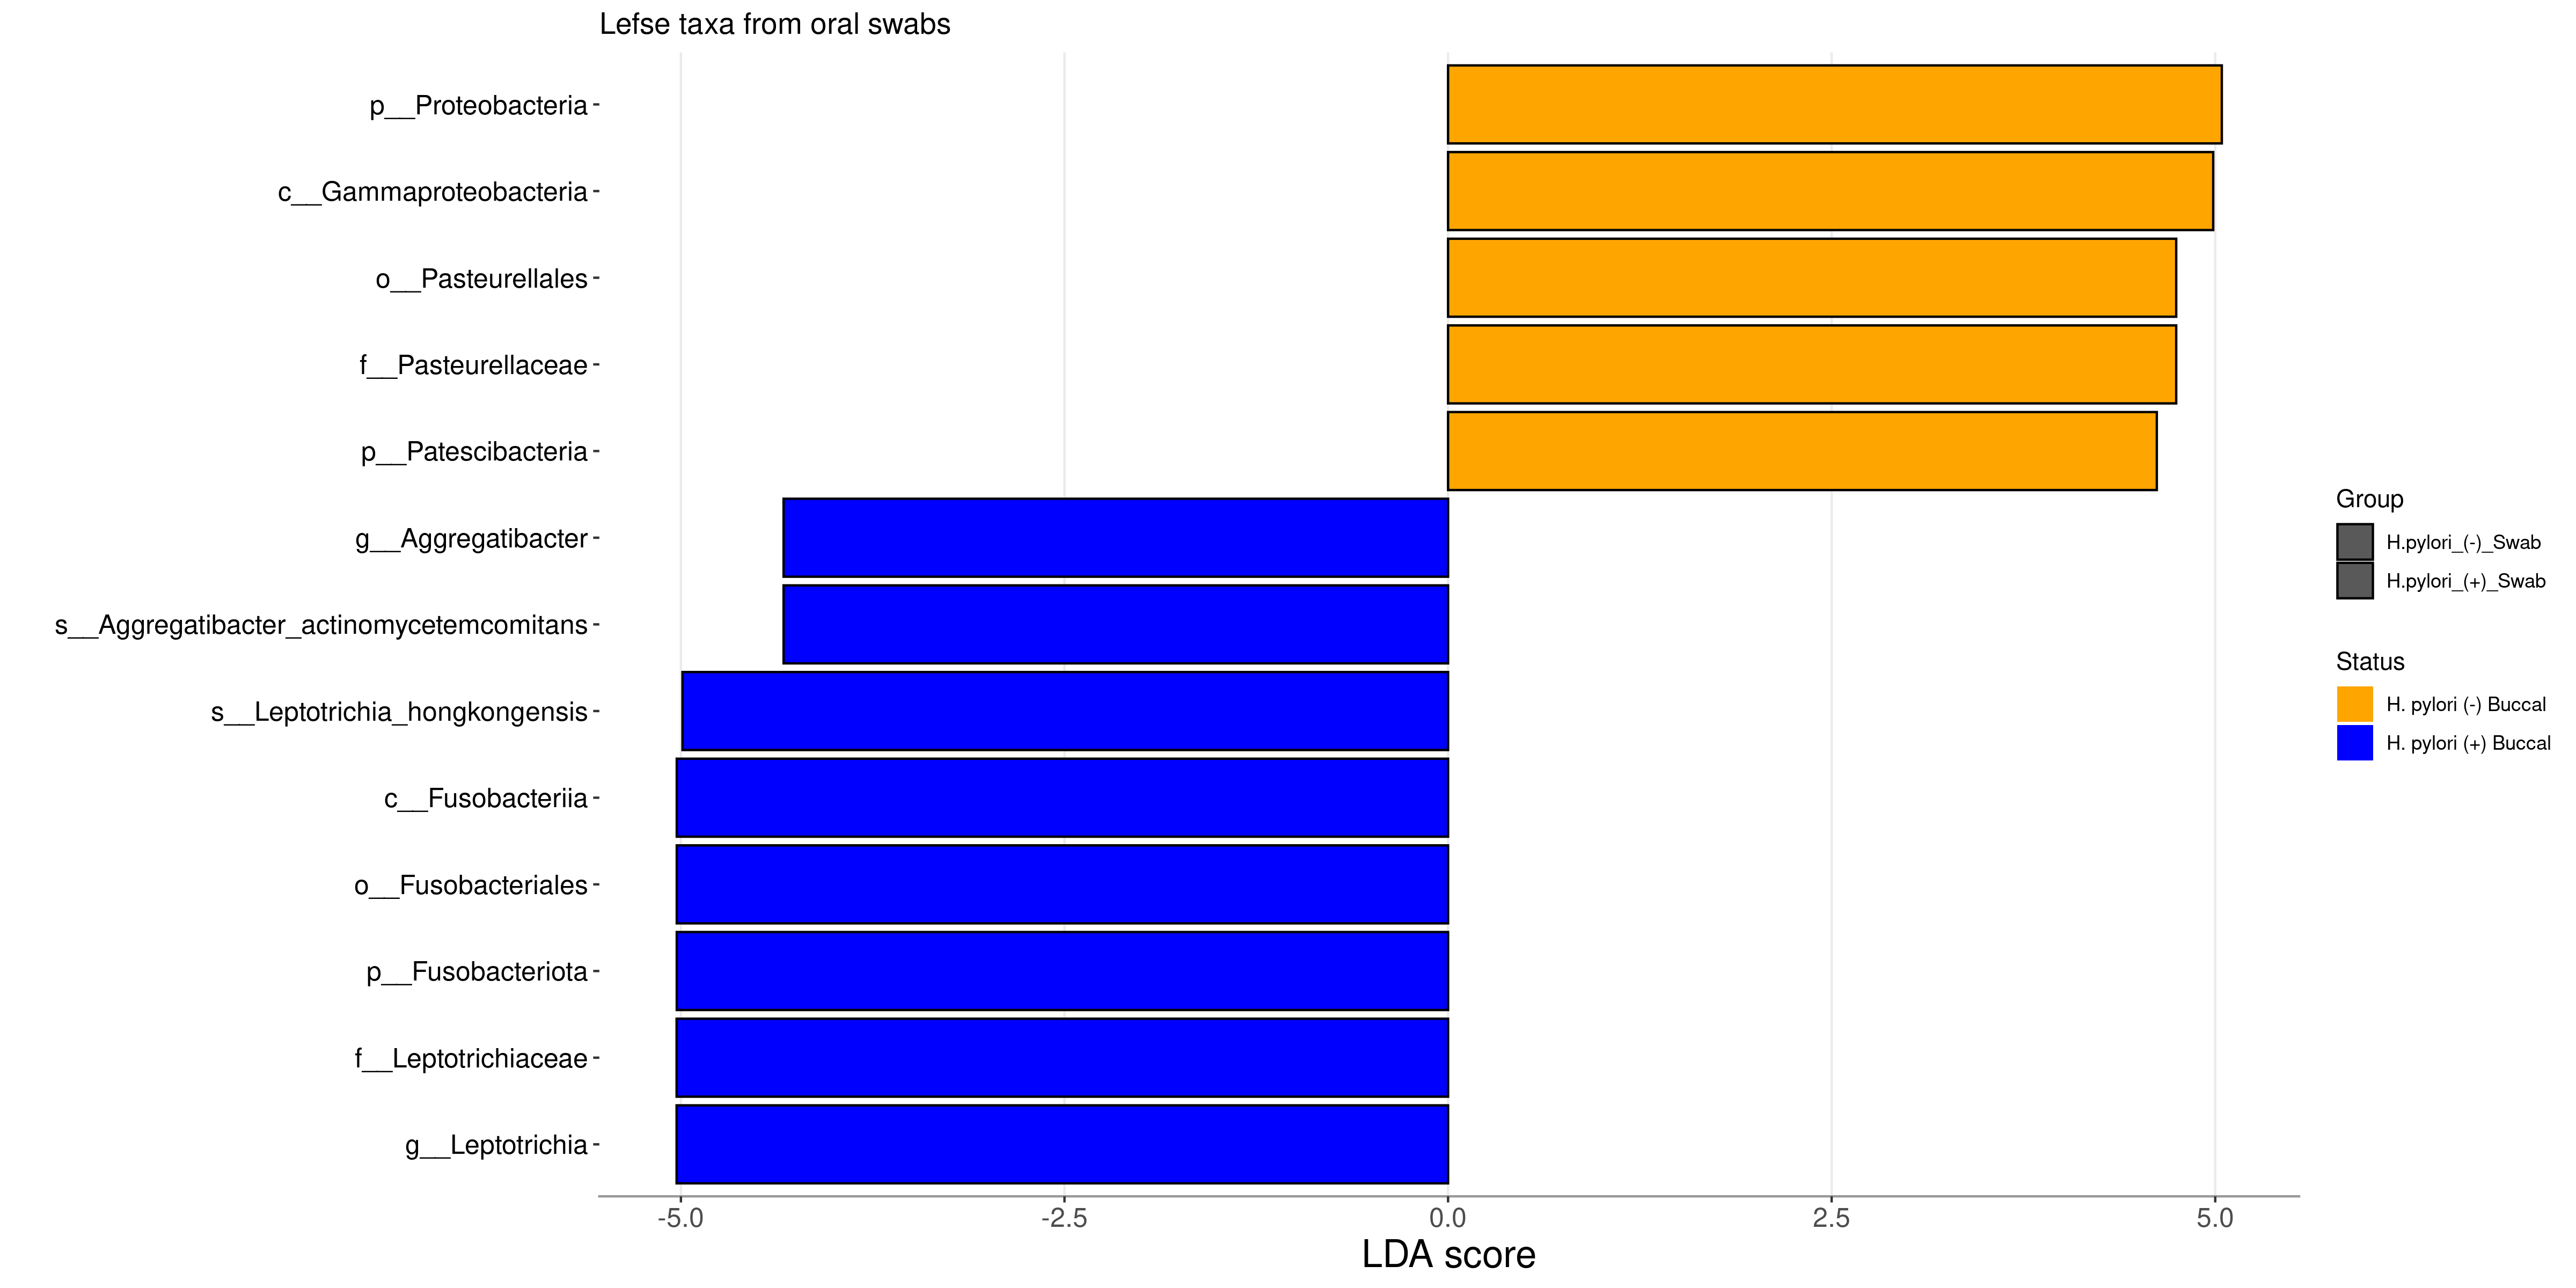 Lefse taxa from oral swabs
p__Proteobacteria
c__Gammaproteobacteria
o__Pasteurellales
f__Pasteurellaceae
p__Patescibacteria
g__Aggregatibacter
s__Aggregatibacter_actinomycetemcomitans
s__Leptotrichia_hongkongensis
c__Fusobacteriia
o__Fusobacteriales
p__Fusobacteriota
f__Leptotrichiaceae
g__Leptotrichia
-5.0 -2.5 0.0 2.5 5.0
LDA score
Group
H.pylori_(-)_Swab
H.pylori_(+)_Swab
Status
H. pylori (-) Buccal
H. pylori (+) Buccal